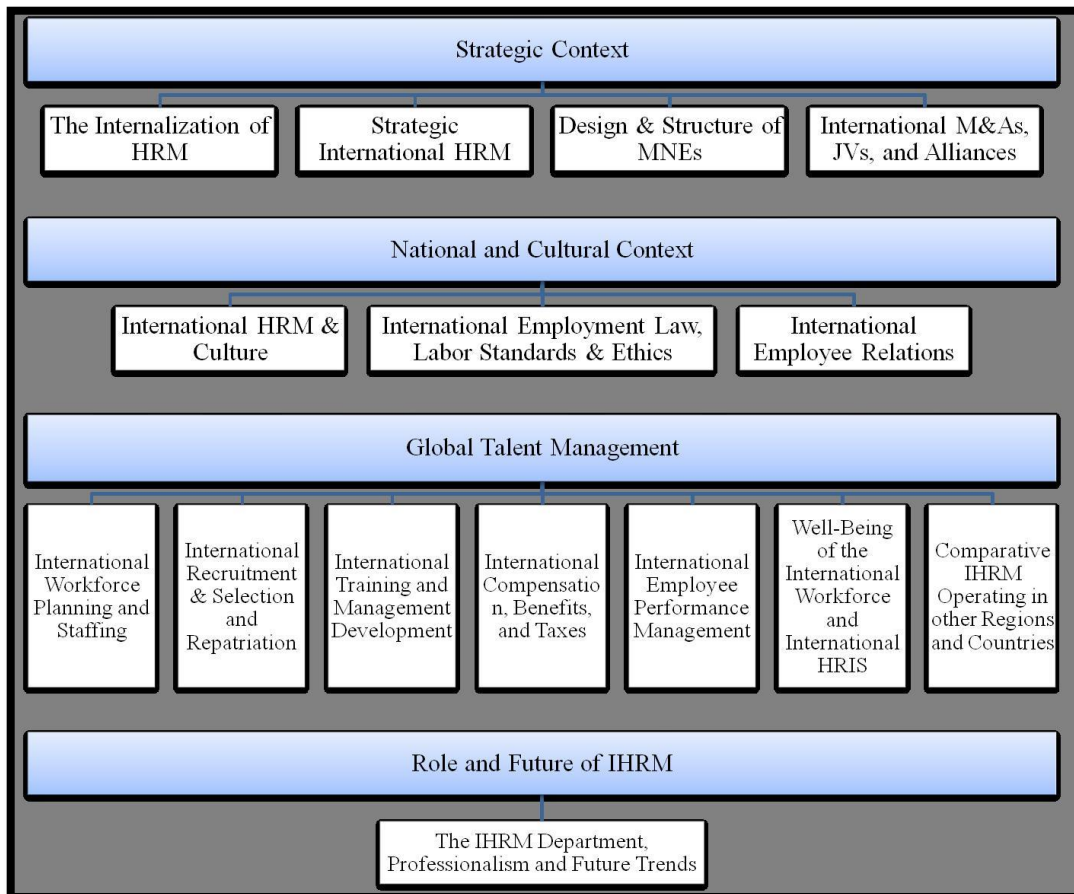 Strategic Context
The Internalization of
HRM
Strategic
International HRM
Design & Structure of
MNEs
International M&As,
JVs, and Alliances
National and Cultural Context
International HRM &
Culture
International Employment Law,
Labor Standards & Ethics
International
Employee Relations
Global Talent Management
International
Workforce
Planning and
Staffing
International
Recruitment
& Selection
and
Repatriation
International
Training and
Management
Development
International
Compensatio
n, Benefits,
and Taxes
International
Employee
Performance
Management
Well-Being
of the
International
Workforce
and
International
HRIS
Comparative
IHRM
Operating in
other Regions
and Countries
Role and Future of IHRM
The IHRM Department,
Professionalism and Future Trends